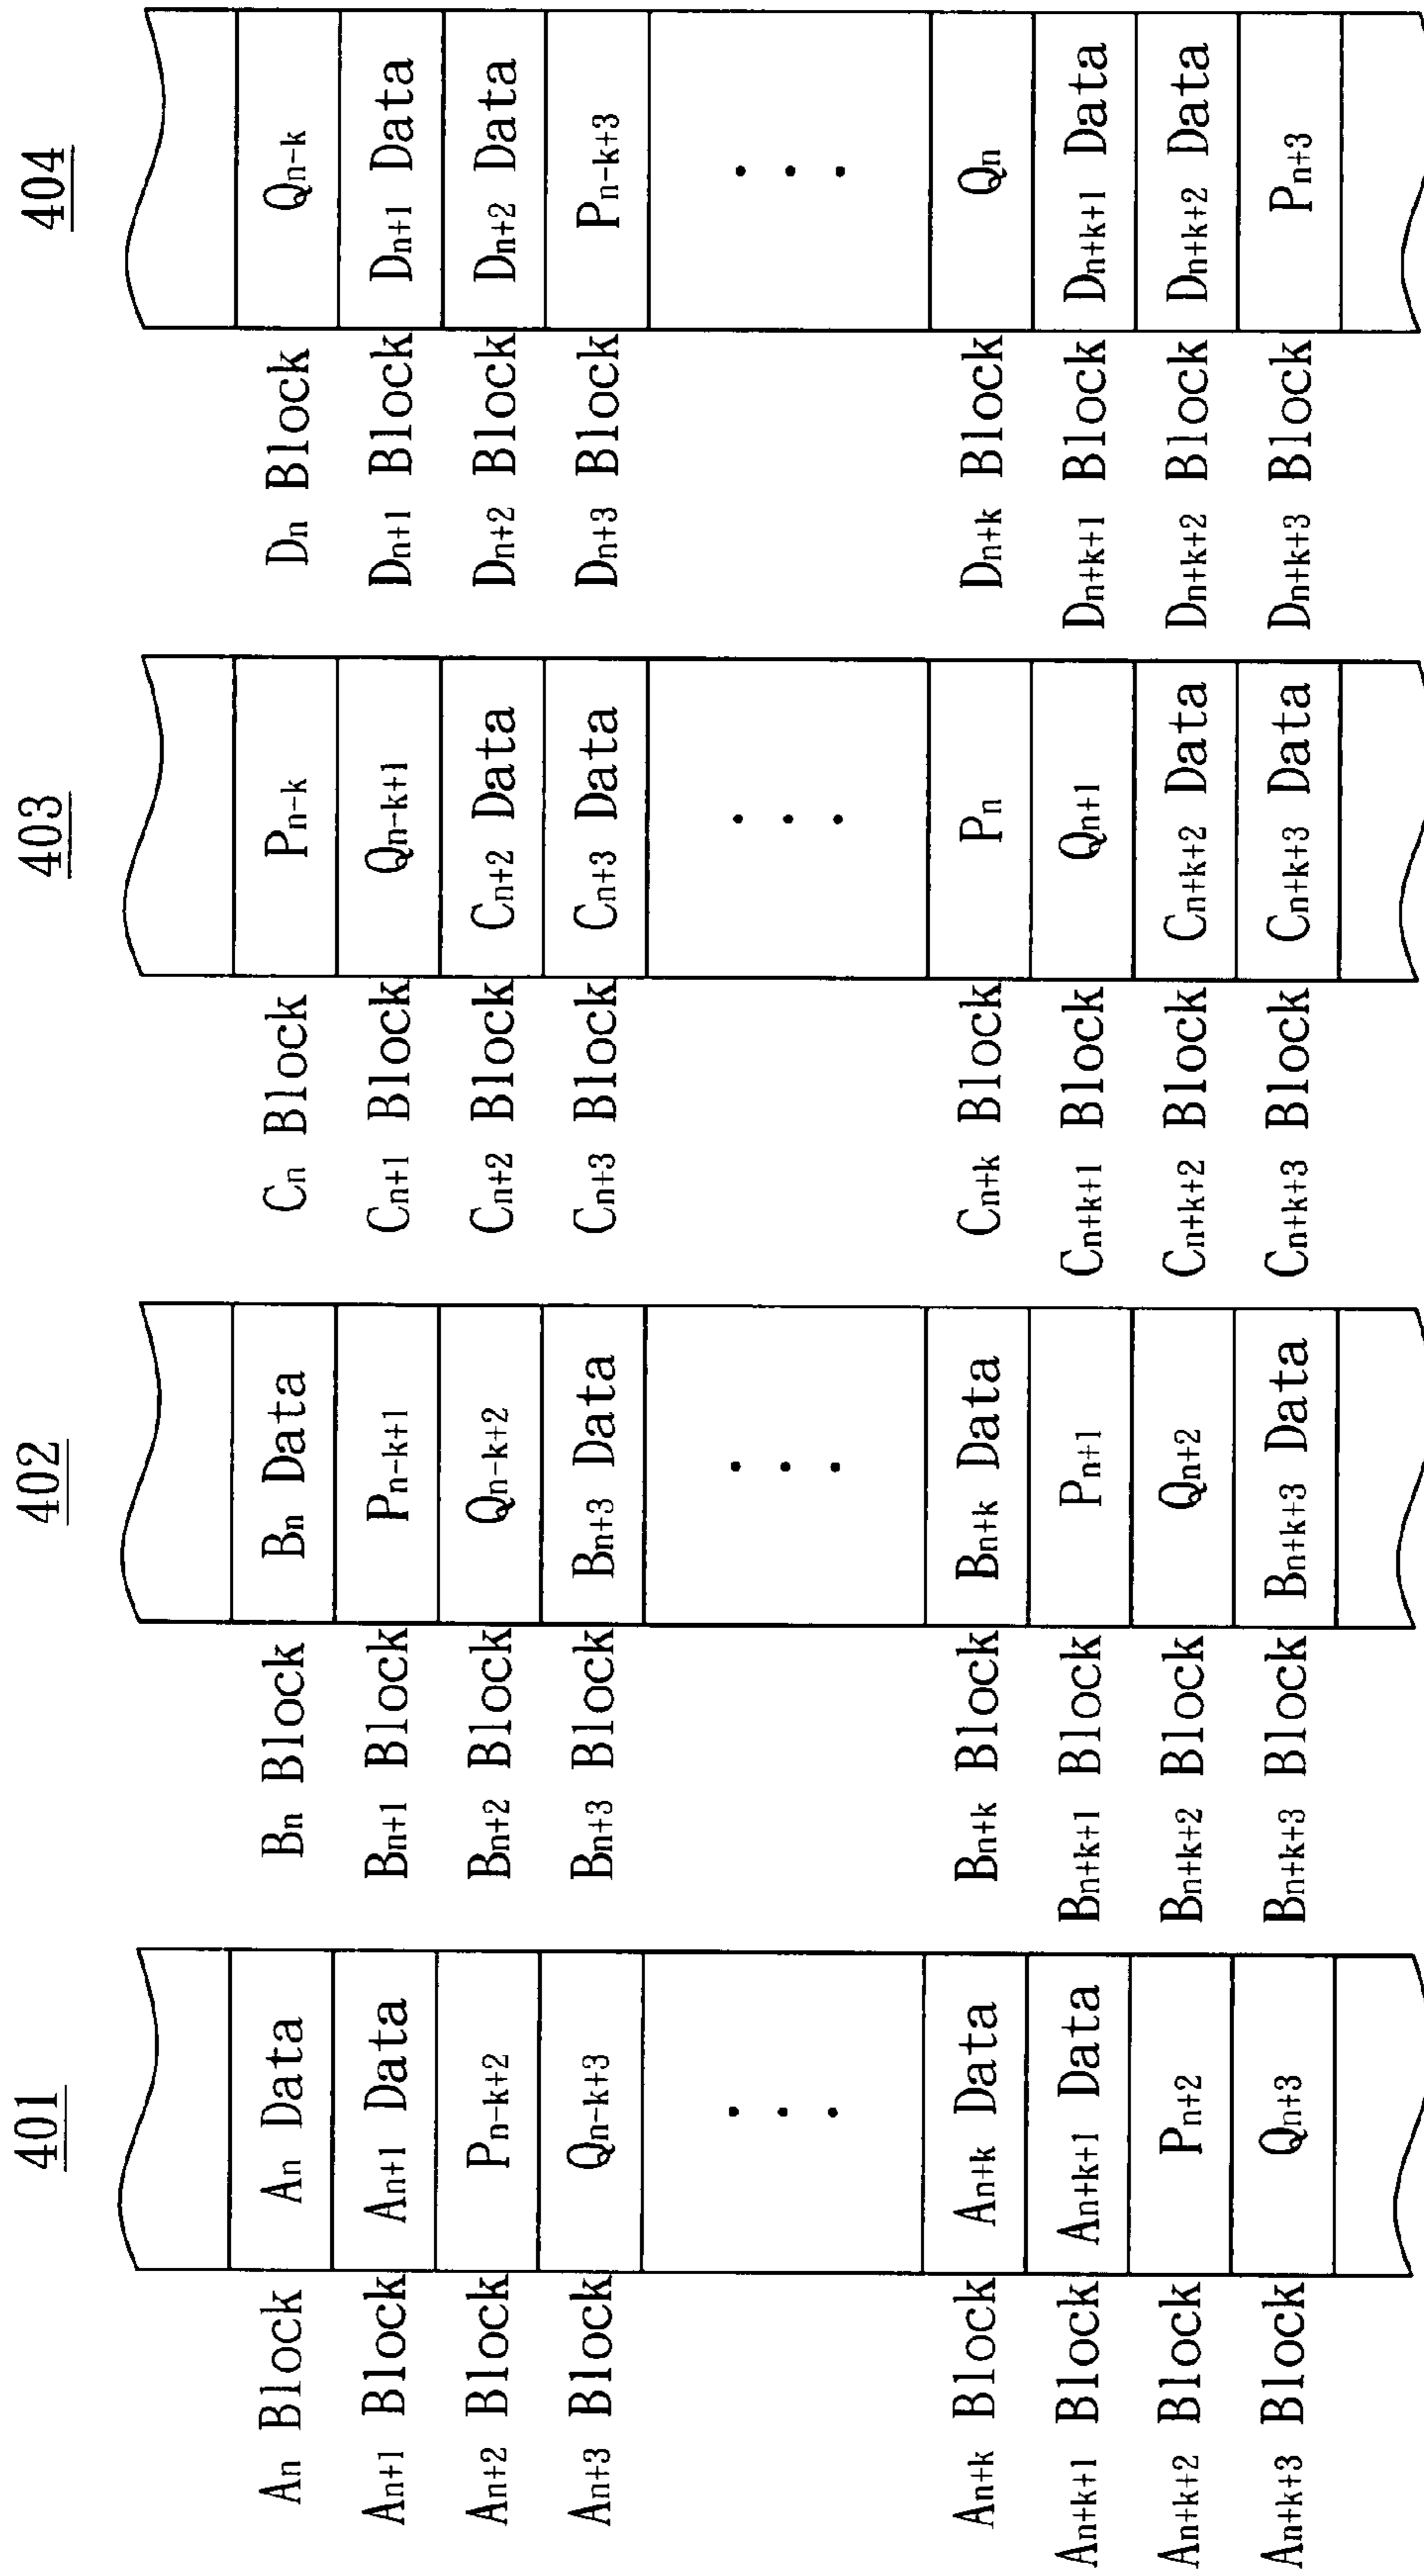 401
An Block An Data
An+1 Block An+1 Data
An+2 Block Pn-k+2
An+3 Block Qn-k+3
An+k Block An+k Data
An+k+1 Block An+k+1 Data
An+k+2 Block Pn+2
An+k+3 Block Qn+3
402
Bn Block Bn Data
Bn+1 Block Pn-k+1
Bn+2 Block Qn-k+2
Bn+3 Block Bn+3 Data
Bn+k Block Bn+k Data
Bn+k+1 Block Pn+1
Bn+k+2 Block Qn+2
Bn+k+3 Block Bn+k+3 Data
403
Cn Block Pn-k
Cn+1 Block Qn-k+1
Cn+2 Block Cn+2 Data
Cn+3 Block Cn+3 Data
Cn+k Block Pn
Cn+k+1 Block Qn+1
Cn+k+2 Block Cn+k+2 Data
Cn+k+3 Block Cn+k+3 Data
404
Dn Block Qn-k
Dn+1 Block Dn+1 Data
Dn+2 Block Dn+2 Data
Dn+3 Block Pn-k+3
Dn+k Block Qn
Dn+k+1 Block Dn+k+1 Data
Dn+k+2 Block Dn+k+2 Data
Dn+k+3 Block Pn+3